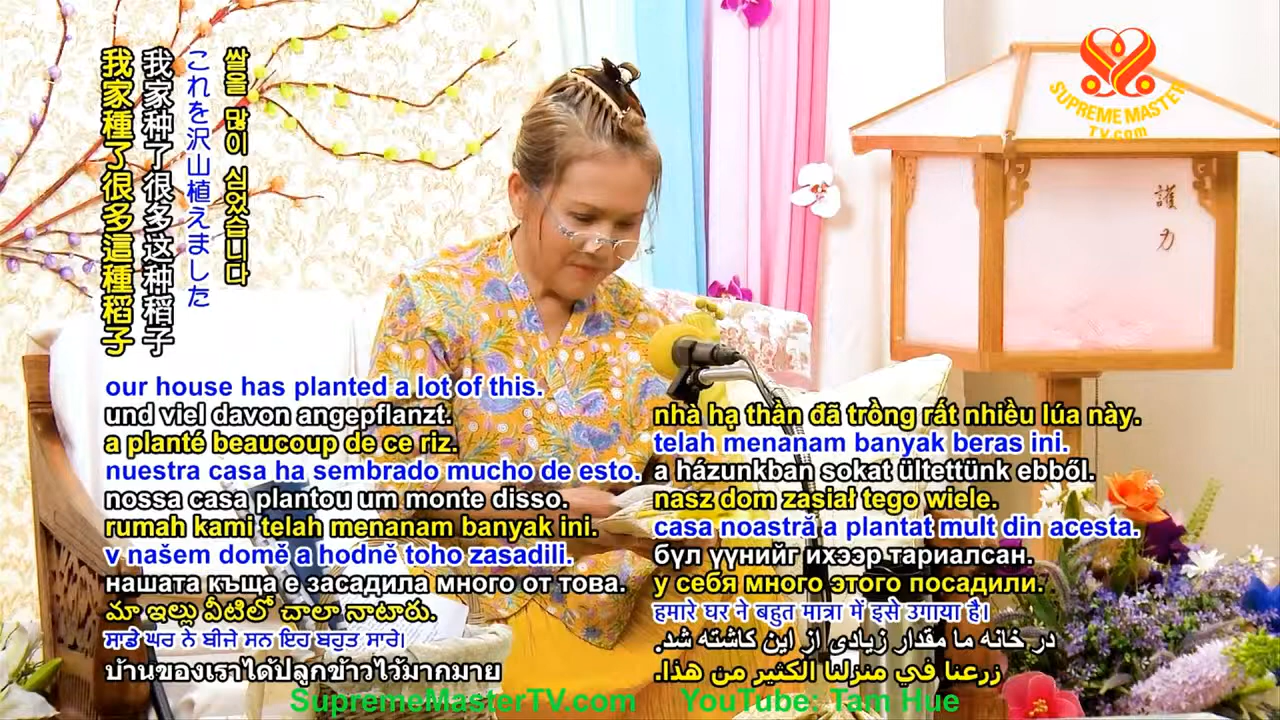 쌀을 많이 심었습니다
これを沢山植えました
我家种了很多这种稻子
我家種了很多這種稻子
SUPREME MASTER
TV.com
護力
our house has planted a lot of this.
und viel davon angepflanzt.
a planté beaucoup de ce riz.
nuestra casa ha sembrado mucho de esto.
nossa casa plantou um monte disso.
rumah kami telah menanam banyak ini.
v našem domě a hodně toho zasadili.
нашата къща е засадила много от това.
మా ఇల్లు వీటిలో చాలా నాటారు.
ਸਾਡੇ ਘਰ ਨੇ ਬੀਜੇ ਸਨ ਇਹ ਬਹੁਤ ਸਾਰੇ।
บ้านของเราได้ปลูกข้าวไว้มากมาย
nhà hạ thần đã trồng rất nhiều lúa này.
telah menanam banyak beras ini.
a házunkban sokat ültettünk ebből.
nasz dom zasiał tego wiele.
casa noastră a plantat mult din acesta.
бүл үүнийг ихээр тариалсан.
у себя много этого посадили.
हमारे घर ने बहुत मात्रा में इसे उगाया है।
در خانه ما مقدار زیادی از این کاشته شد.
زرعنا في منزلنا الكثير من هذا.
SupremeMasterTV.com YouTube: Tam Hue